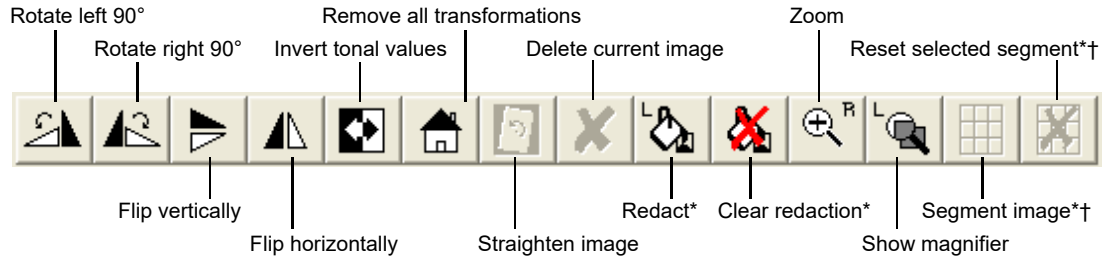 Rotate left 90°
Remove all transformations
Zoom
Rotate right 90°
Invert tonal values
Delete current image
Reset selected segment*†
L
R
L
Flip vertically
Redact*
Clear redaction*
Segment image*†
Flip horizontally
Straighten image
Show magnifier